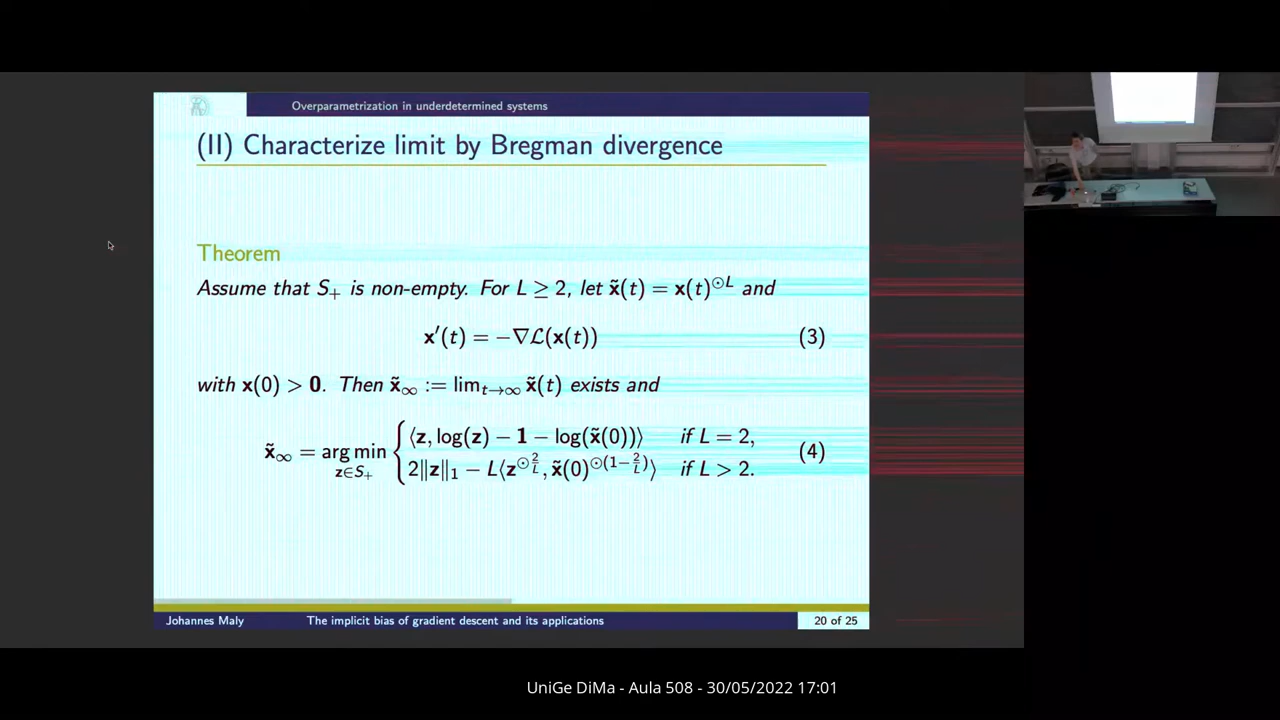 Overparametrization in underdetermined systems
(II) Characterize limit by Bregman divergence
Theorem
Assume that S₊ is non-empty. For L ≥ 2, let x̃(t) = x(t)^{⊙L} and
x′(t) = −∇ℒ(x(t)) (3)
with x(0) > 0. Then x̃_∞ := lim_{t→∞} x̃(t) exists and
x̃_∞ = arg min_{z∈S₊} { ⟨z, log(z) − 1 − log(x̃(0))⟩ if L = 2,
2‖z‖₁ − L⟨z^{⊙2/L}, x̃(0)^{⊙(1−2/L)}⟩ if L > 2. (4)
Johannes Maly The implicit bias of gradient descent and its applications 20 of 25
UniGe DiMa - Aula 508 - 30/05/2022 17:01